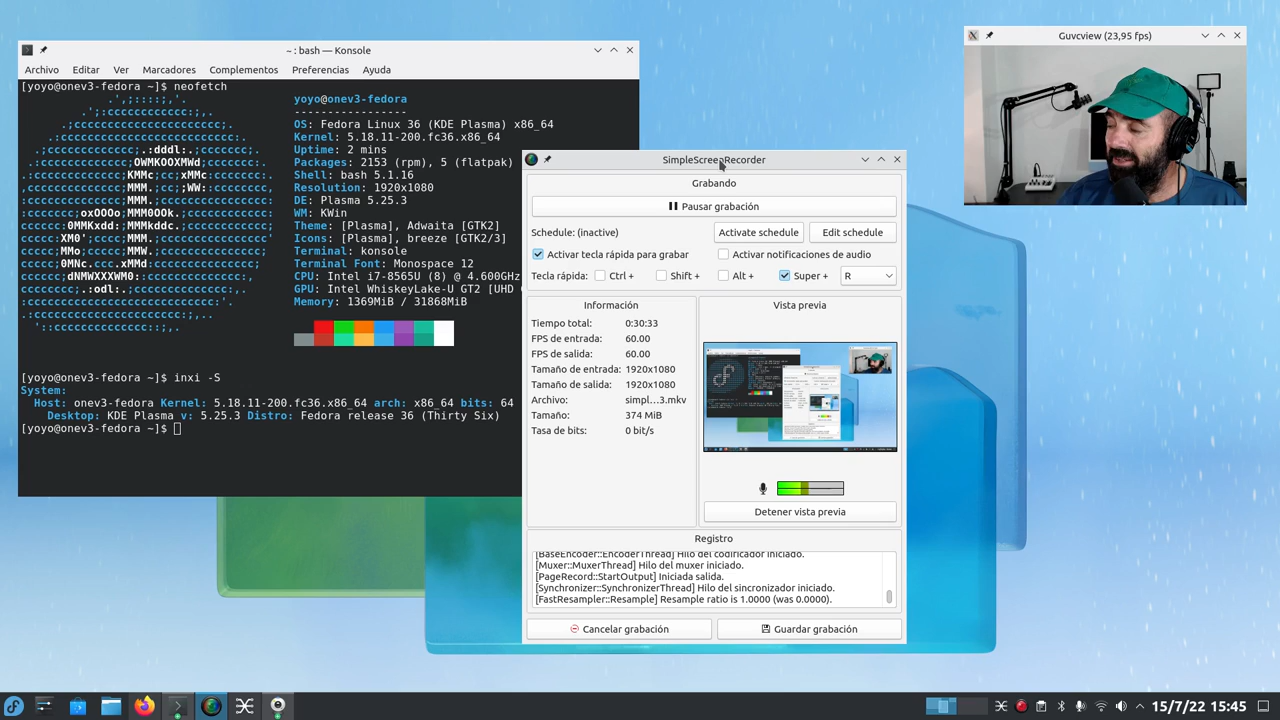 ~ : bash — Konsole
Archivo Editar Ver Marcadores Complementos Preferencias Ayuda
[yoyo@onev3-fedora ~]$ neofetch
yoyo@onev3-fedora
-----------------
OS: Fedora Linux 36 (KDE Plasma) x86_64
Kernel: 5.18.11-200.fc36.x86_64
Uptime: 2 mins
Packages: 2153 (rpm), 5 (flatpak)
Shell: bash 5.1.16
Resolution: 1920x1080
DE: Plasma 5.25.3
WM: KWin
Theme: [Plasma], Adwaita [GTK2]
Icons: [Plasma], breeze [GTK2/3]
Terminal: konsole
Terminal Font: Monospace 12
CPU: Intel i7-8565U (8) @ 4.600GHz
GPU: Intel WhiskeyLake-U GT2 [UHD
Memory: 1369MiB / 31868MiB
[yoyo@onev3-fedora ~]$ inxi -S
System:
Host: onev3-fedora Kernel: 5.18.11-200.fc36.x86_64 arch: x86_64 bits: 64
Desktop: KDE Plasma v: 5.25.3 Distro: Fedora release 36 (Thirty Six)
[yoyo@onev3-fedora ~]$
SimpleScreenRecorder
Grabando
Pausar grabación
Schedule: (inactive) Activate schedule Edit schedule
Activar tecla rápida para grabar Activar notificaciones de audio
Tecla rápida: Ctrl + Shift + Alt + Super + R
Información
Tiempo total: 0:30:33
FPS de entrada: 60.00
FPS de salida: 60.00
Tamaño de entrada: 1920x1080
Tamaño de salida: 1920x1080
Archivo: simpl...3.mkv
Tamaño: 374 MiB
Tasa de bits: 0 bit/s
Vista previa
Detener vista previa
Registro
[BaseEncoder::EncoderThread] Hilo del codificador iniciado.
[Muxer::MuxerThread] Hilo del muxer iniciado.
[PageRecord::StartOutput] Iniciada salida.
[Synchronizer::SynchronizerThread] Hilo del sincronizador iniciado.
[FastResampler::Resample] Resample ratio is 1.0000 (was 0.0000).
Cancelar grabación Guardar grabación
Guvcview (23,95 fps)
15/7/22 15:45